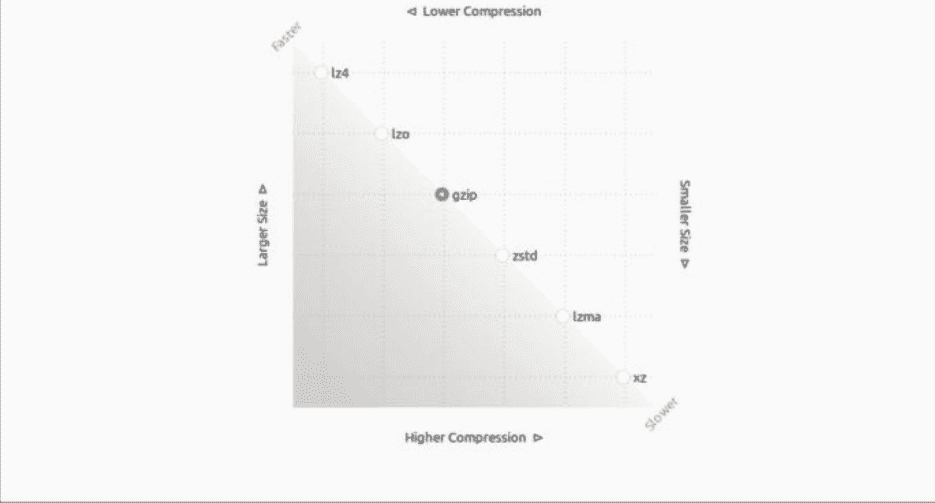 ◁ Lower Compression
Faster
lz4
lzo
gzip
Larger Size ▷
Smaller Size ▷
zstd
lzma
xz
Slower
Higher Compression ▷